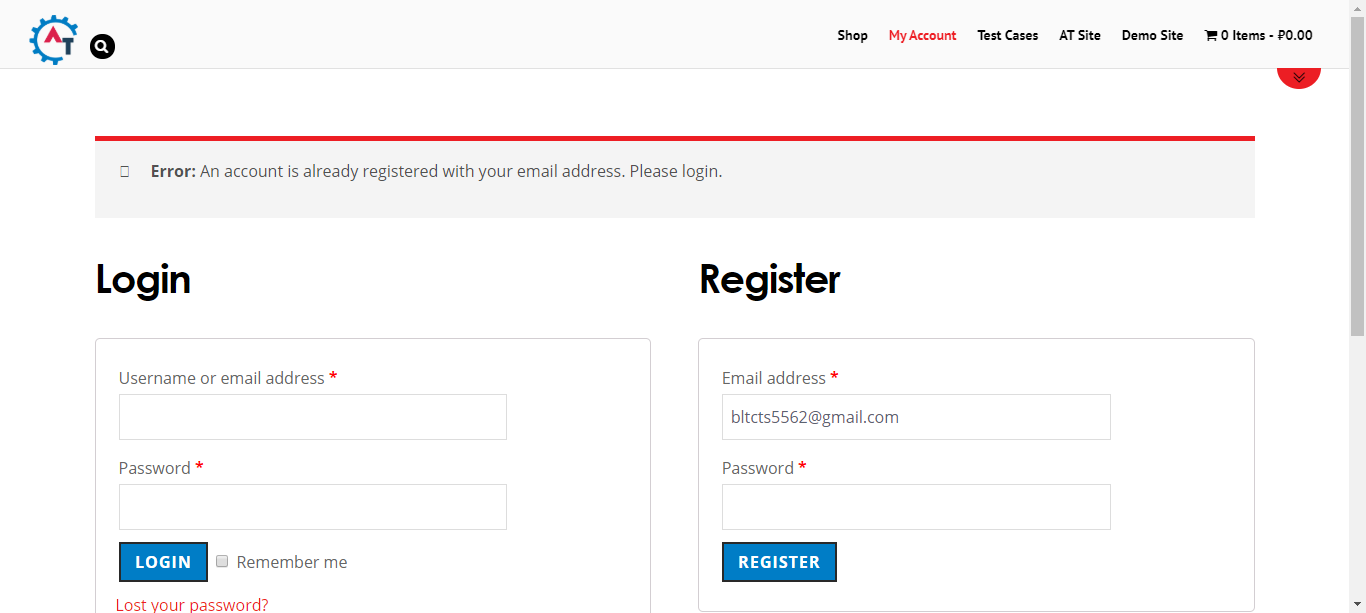 AT
Shop
My Account
Test Cases
AT Site
Demo Site
0 Items - ₽0.00
Error: An account is already registered with your email address. Please login.
Login
Username or email address *
Password *
LOGIN
Remember me
Lost your password?
Register
Email address *
bltcts5562@gmail.com
Password *
REGISTER